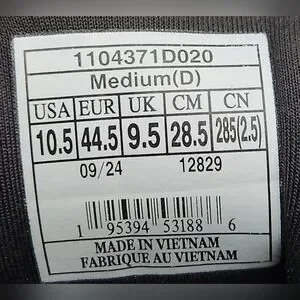 1104371D020
Medium(D)
USA EUR UK CM CN
10.5 44.5 9.5 28.5 285(2.5)
09/24 12829
1 95394 53188 6
MADE IN VIETNAM
FABRIQUE AU VIETNAM